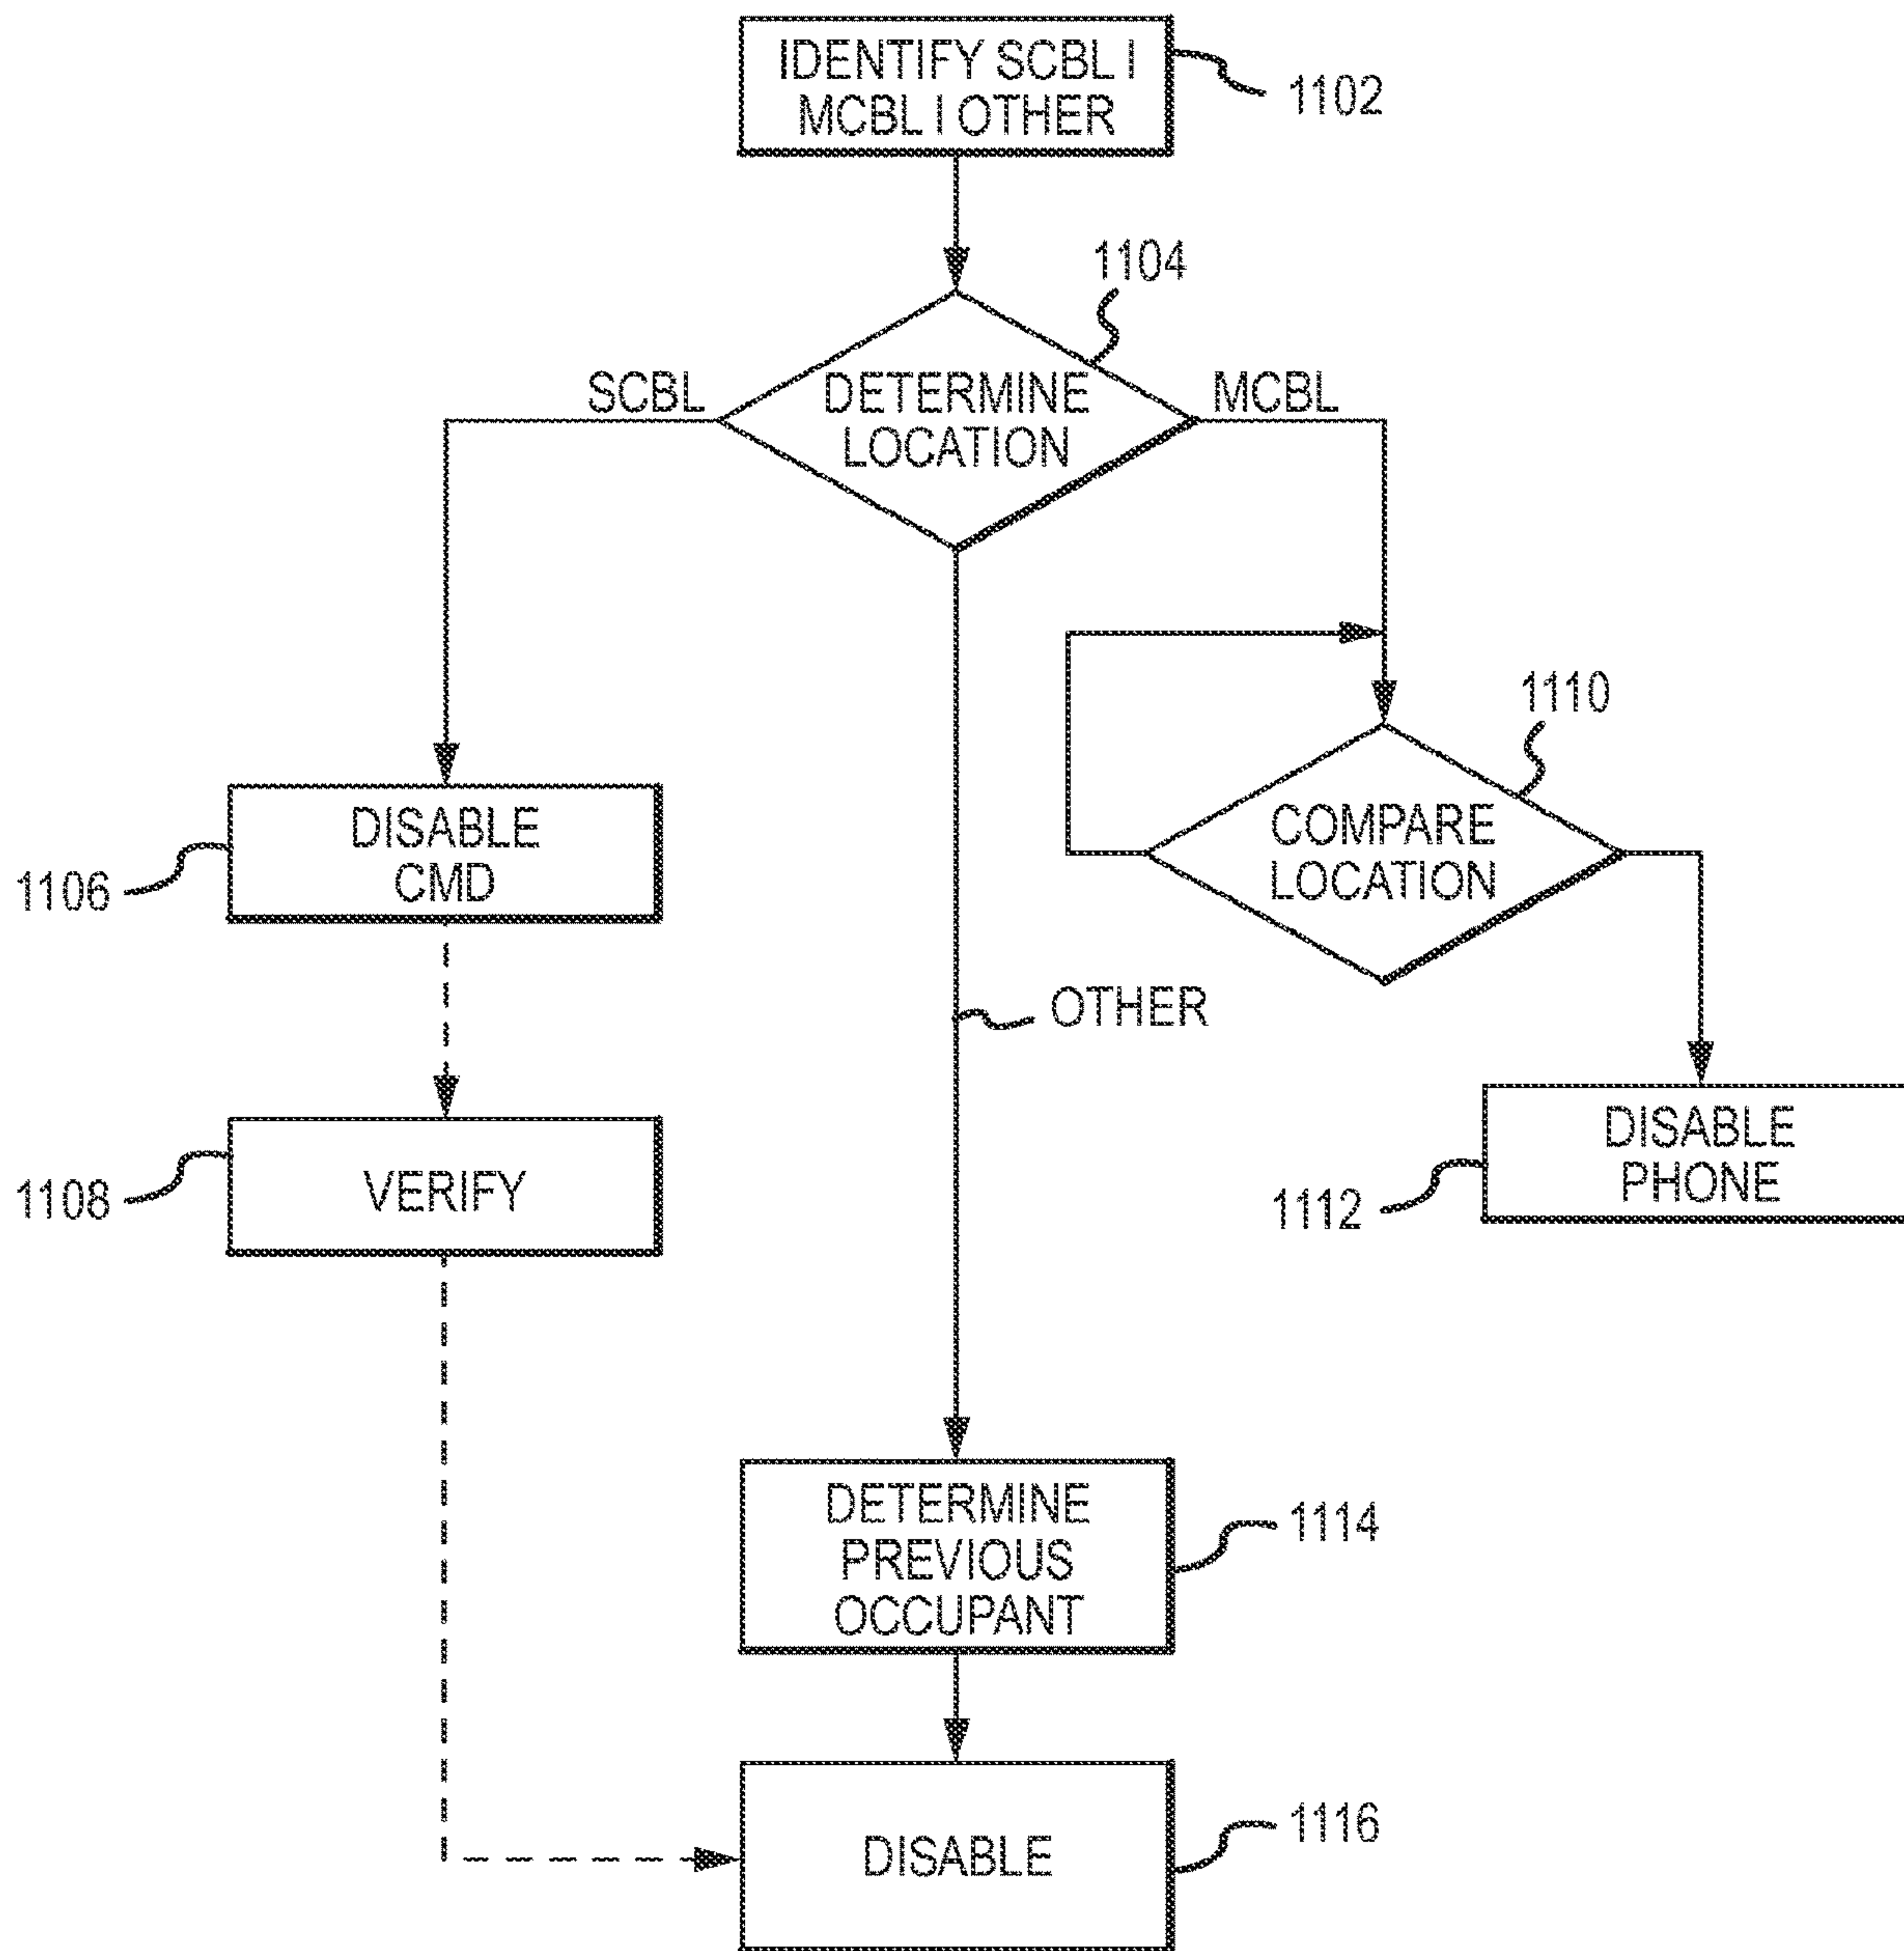 IDENTIFY SCBL I
MCBL I OTHER
1102
1104
SCBL
DETERMINE
LOCATION
MCBL
1110
DISABLE
CMD
1106
COMPARE
LOCATION
OTHER
VERIFY
1108
DISABLE
PHONE
1112
DETERMINE
PREVIOUS
OCCUPANT
1114
DISABLE
1116